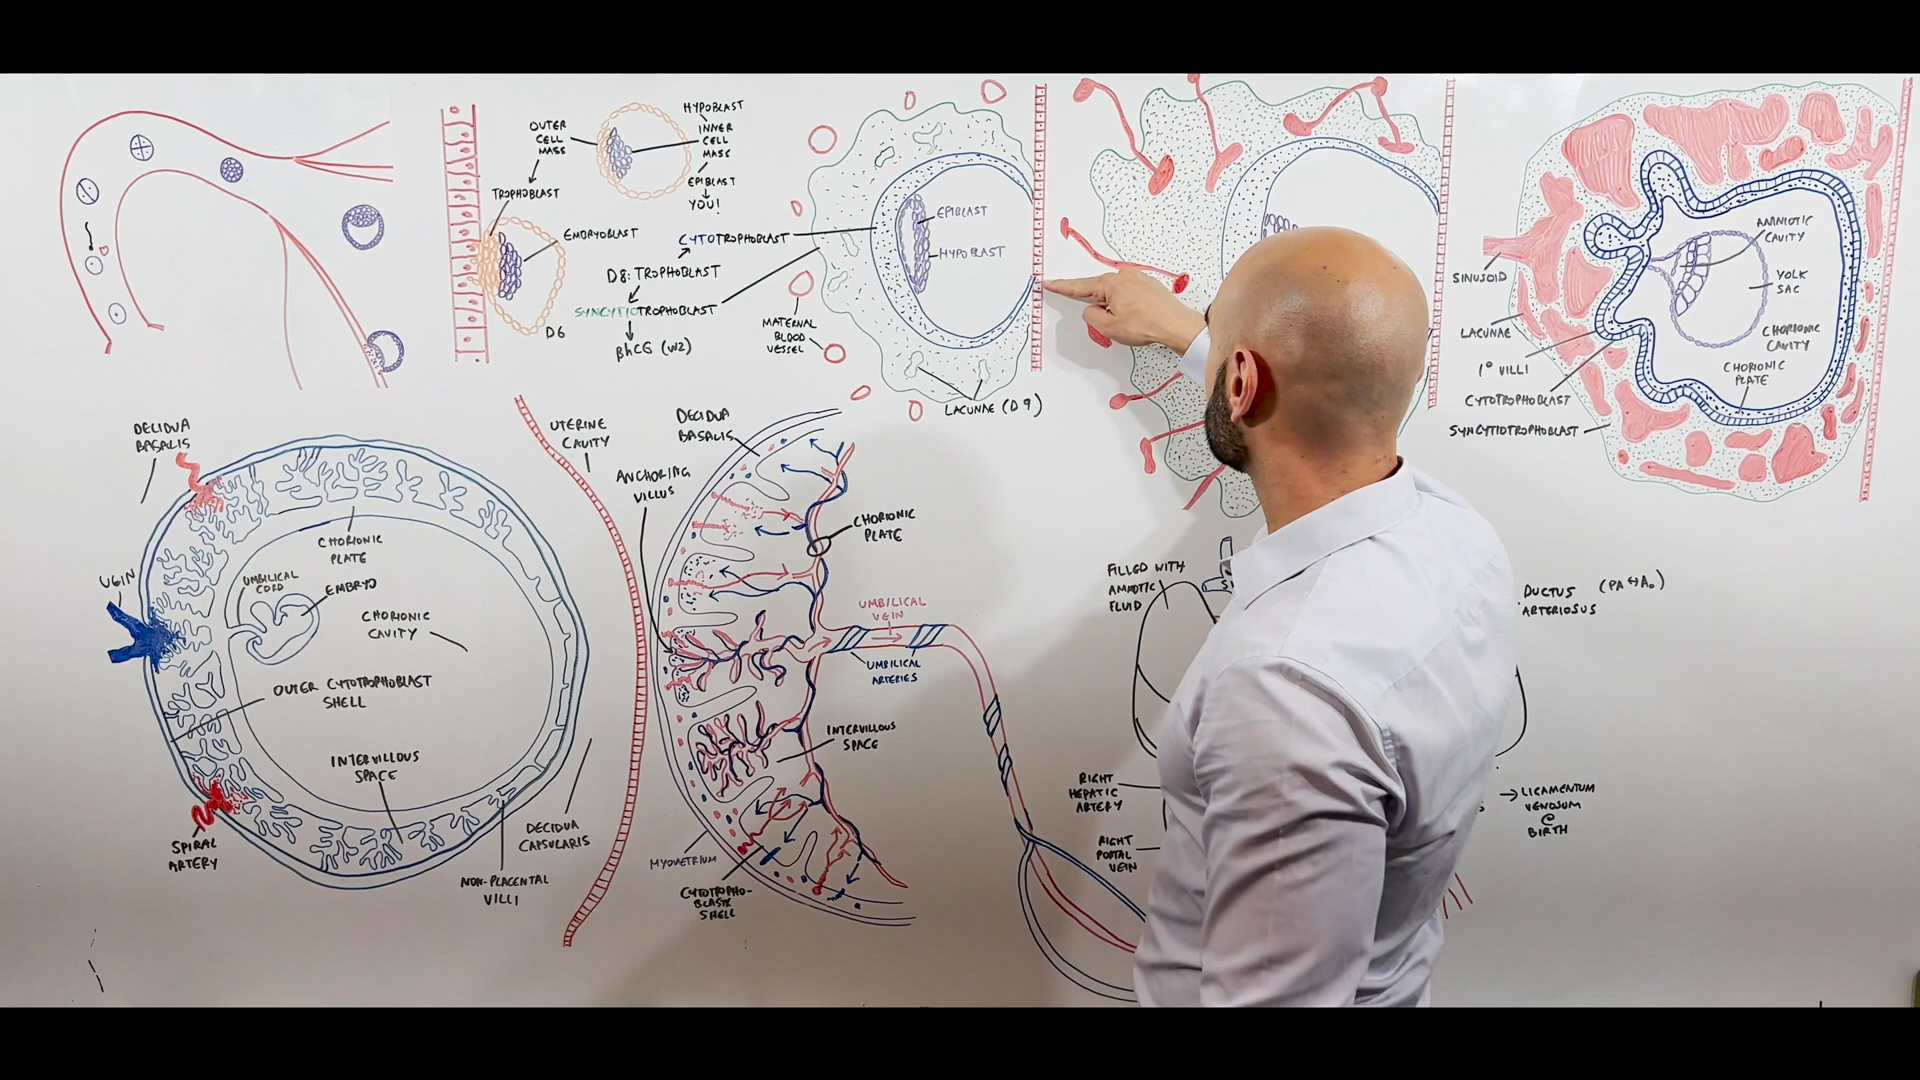 OUTER
CELL
MASS
TROPHOBLAST
HYPOBLAST
INNER
CELL
MASS
EPIBLAST
YOU!
EMBRYOBLAST
D6
CYTOTROPHOBLAST
D8: TROPHOBLAST
SYNCYTIOTROPHOBLAST
βhCG (W2)
MATERNAL
BLOOD
VESSEL
EPIBLAST
HYPOBLAST
LACUNAE (D9)
SINUSOID
LACUNAE
1° VILLI
CYTOTROPHOBLAST
SYNCYTIOTROPHOBLAST
AMNIOTIC
CAVITY
YOLK
SAC
CHORIONIC
CAVITY
CHORIONIC
PLATE
DECIDUA
BASALIS
VEIN
CHORIONIC
PLATE
UMBILICAL
CORD
EMBRYO
CHORIONIC
CAVITY
OUTER CYTOTROPHOBLAST
SHELL
INTERVILLOUS
SPACE
SPIRAL
ARTERY
NON-PLACENTAL
VILLI
DECIDUA
CAPSULARIS
UTERINE
CAVITY
DECIDUA
BASALIS
ANCHORING
VILLUS
CHORIONIC
PLATE
UMBILICAL
VEIN
UMBILICAL
ARTERIES
INTERVILLOUS
SPACE
MYOMETRIUM
CYTOTROPHO-
BLASTIC
SHELL
FILLED WITH
AMNIOTIC
FLUID
RIGHT
HEPATIC
ARTERY
RIGHT
PORTAL
VEIN
DUCTUS (PA↔Ao)
ARTERIOSUS
→ LIGAMENTUM
VENOSUM
@
BIRTH